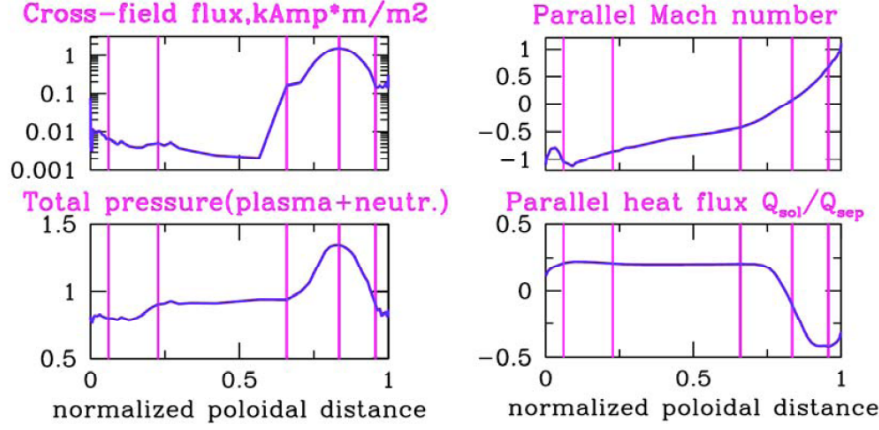 Cross-field flux,kAmp*m/m2
1
0.1
0.01
0.001
Parallel Mach number
1
0.5
0
−0.5
−1
Total pressure(plasma+neutr.)
1.5
1
0.5
0 0.5 1
normalized poloidal distance
Parallel heat flux Q_sol/Q_sep
0.5
0
−0.5
0 0.5 1
normalized poloidal distance